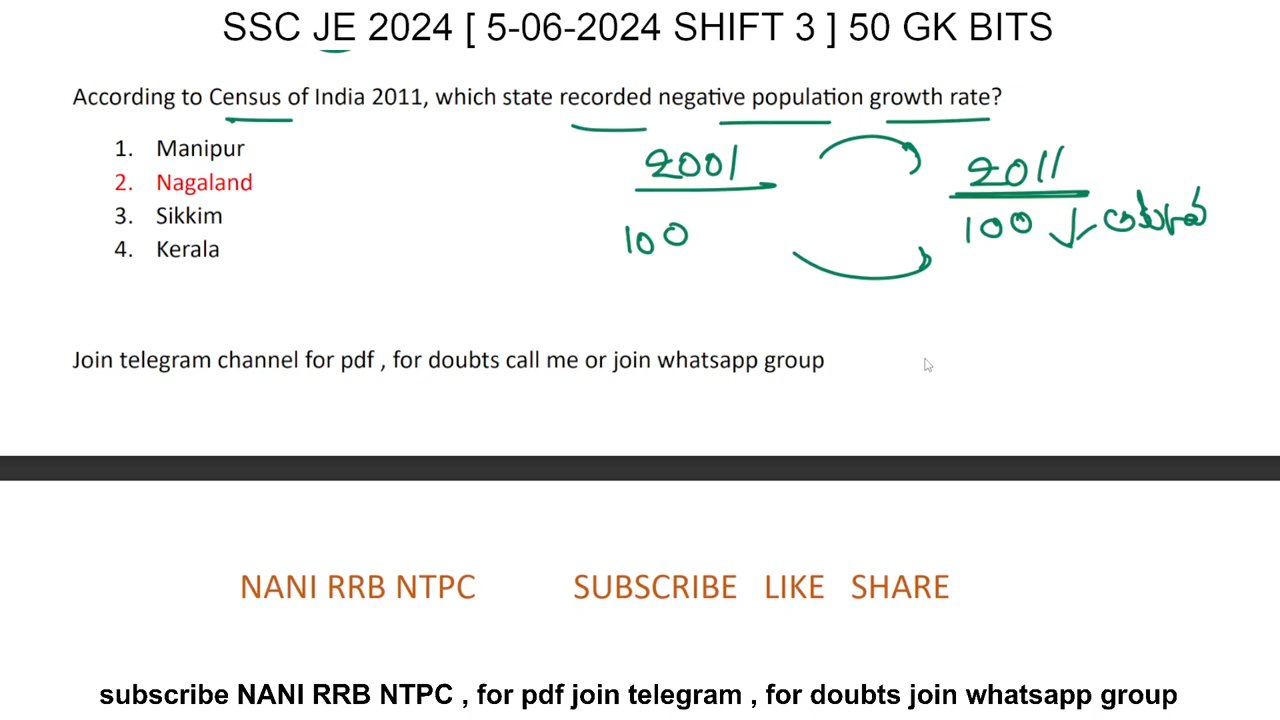 SSC JE 2024 [ 5-06-2024 SHIFT 3 ] 50 GK BITS
According to Census of India 2011, which state recorded negative population growth rate?
1. Manipur
2. Nagaland
3. Sikkim
4. Kerala
2001
2011
100
100
Join telegram channel for pdf , for doubts call me or join whatsapp group
NANI RRB NTPC SUBSCRIBE LIKE SHARE
subscribe NANI RRB NTPC , for pdf join telegram , for doubts join whatsapp group